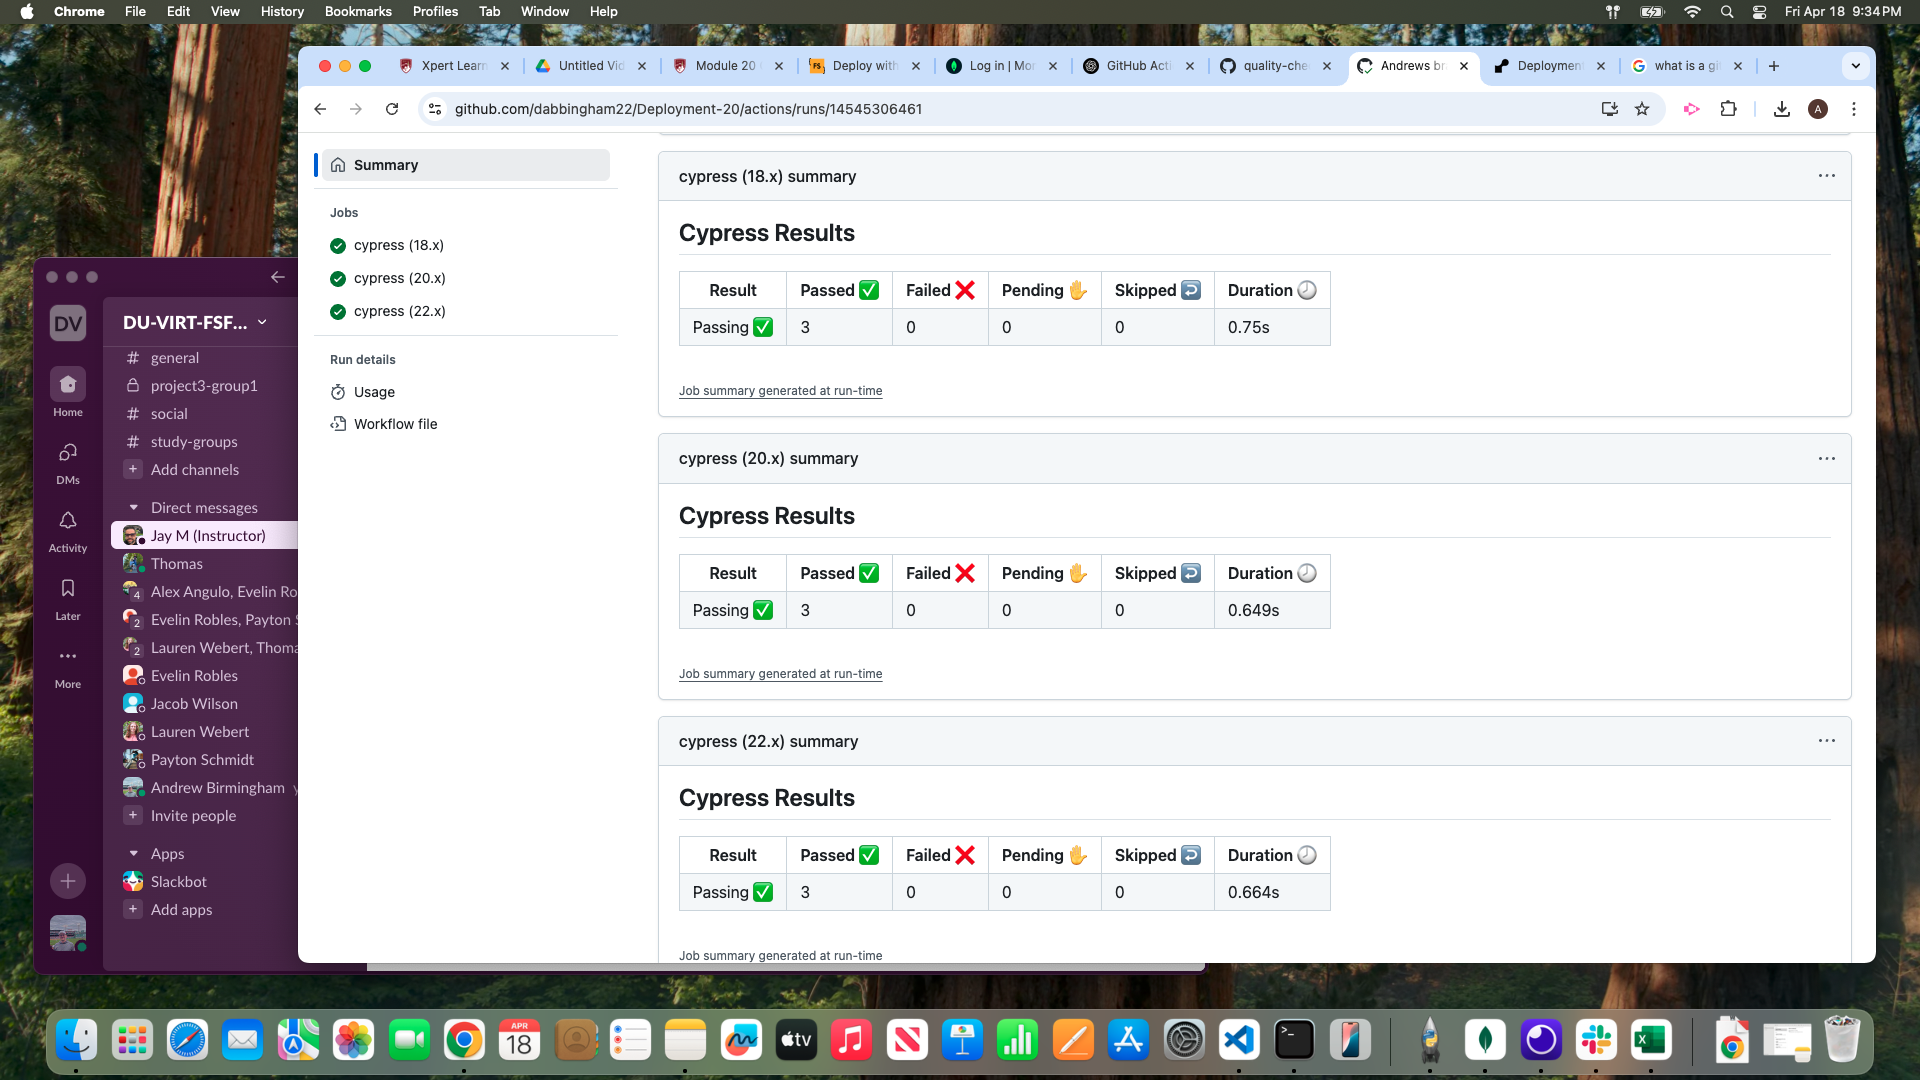 Chrome File Edit View History Bookmarks Profiles Tab Window Help
Fri Apr 18 9:34 PM
Xpert Learn
Untitled Vid
Module 20
Deploy with
Log in | Mon
GitHub Acti
quality-che
Andrews br
Deployment
what is a gi
github.com/dabbingham22/Deployment-20/actions/runs/14545306461
A
DV
Home
DMs
Activity
Later
More
DU-VIRT-FSF...
general
project3-group1
social
study-groups
Add channels
Direct messages
Jay M (Instructor)
Thomas
4 Alex Angulo, Evelin Ro
2 Evelin Robles, Payton S
2 Lauren Webert, Thoma
Evelin Robles
Jacob Wilson
Lauren Webert
Payton Schmidt
Andrew Birmingham y
Invite people
Apps
Slackbot
Add apps
Summary
Jobs
cypress (18.x)
cypress (20.x)
cypress (22.x)
Run details
Usage
Workflow file
cypress (18.x) summary
Cypress Results
Result Passed ✅ Failed ❌ Pending ✋ Skipped ↩️ Duration 🕗
Passing ✅ 3 0 0 0 0.75s
Job summary generated at run-time
cypress (20.x) summary
Cypress Results
Result Passed ✅ Failed ❌ Pending ✋ Skipped ↩️ Duration 🕗
Passing ✅ 3 0 0 0 0.649s
Job summary generated at run-time
cypress (22.x) summary
Cypress Results
Result Passed ✅ Failed ❌ Pending ✋ Skipped ↩️ Duration 🕗
Passing ✅ 3 0 0 0 0.664s
Job summary generated at run-time
APR
18
tv